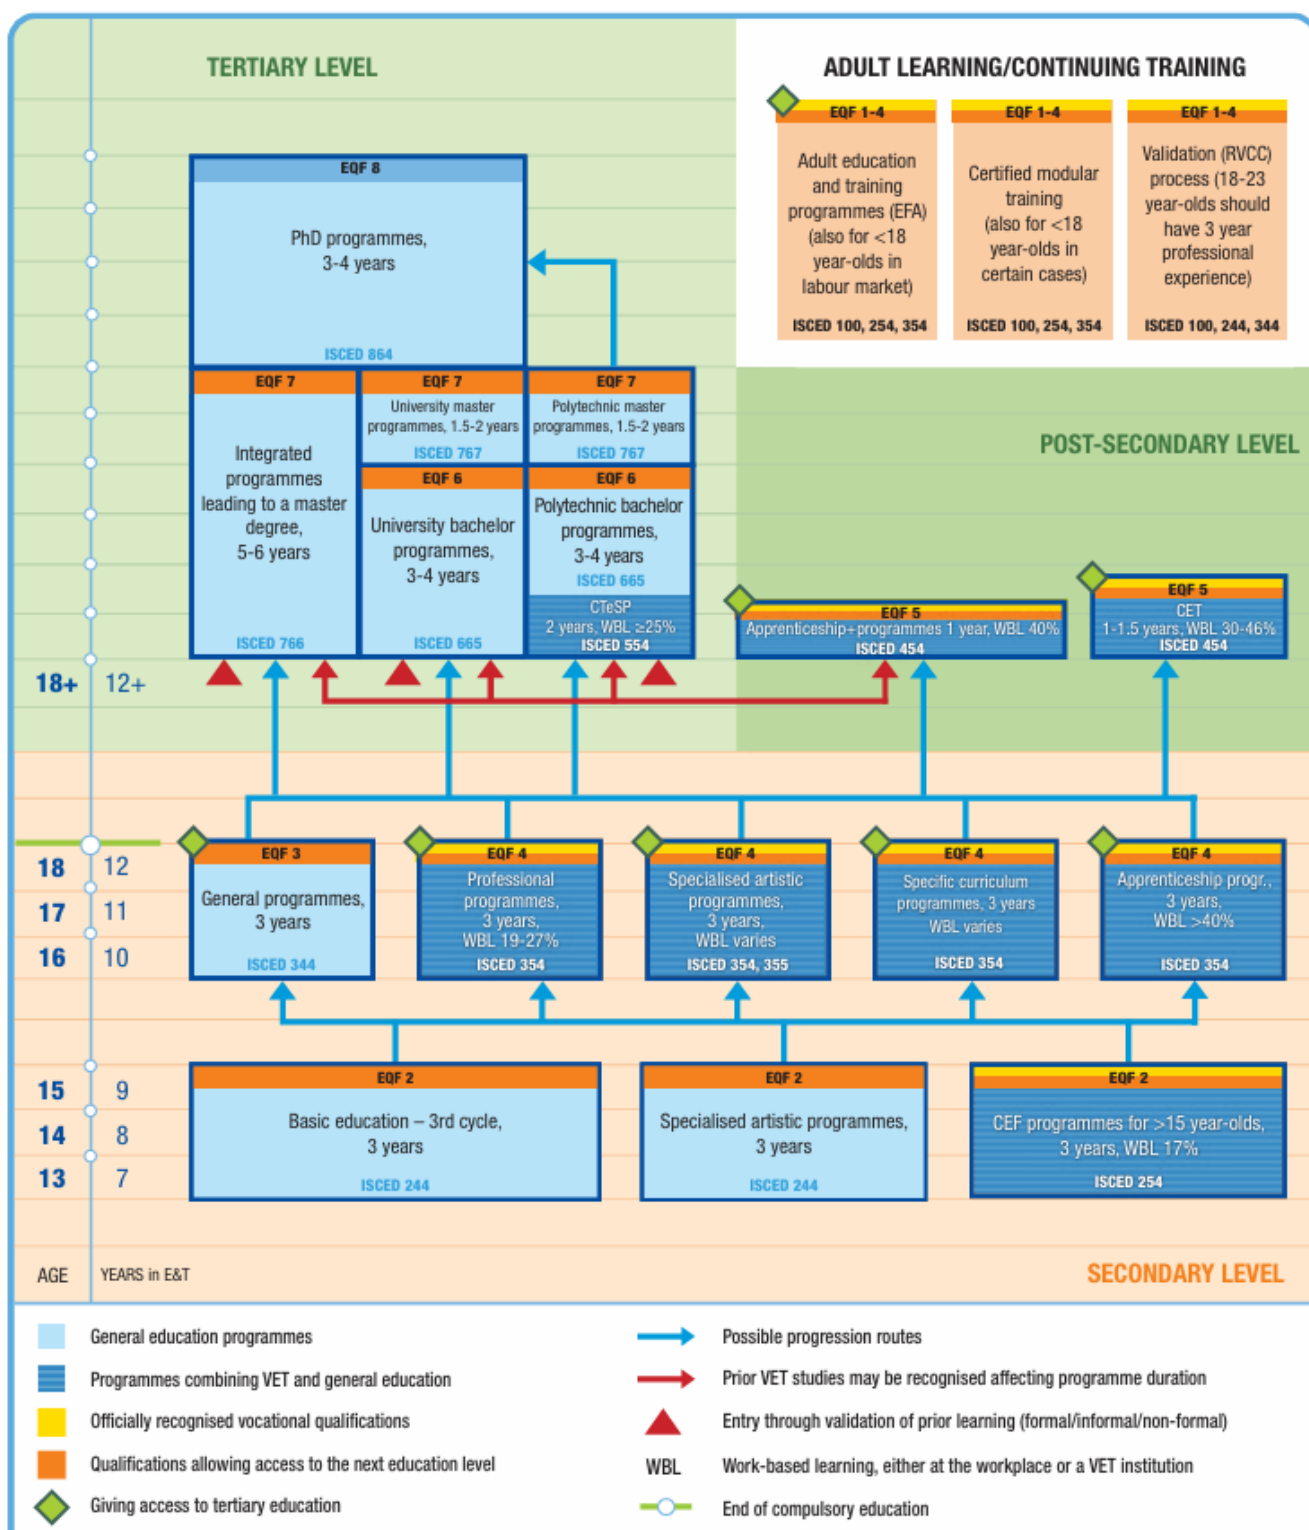 TERTIARY LEVEL
ADULT LEARNING/CONTINUING TRAINING
EQF 1-4
Adult education
and training
programmes (EFA)
(also for <18
year-olds in
labour market)
ISCED 100, 254, 354
EQF 1-4
Certified modular
training
(also for <18
year-olds in
certain cases)
ISCED 100, 254, 354
EQF 1-4
Validation (RVCC)
process (18-23
year-olds should
have 3 year
professional
experience)
ISCED 100, 244, 344
EQF 8
PhD programmes,
3-4 years
ISCED 864
EQF 7
Integrated
programmes
leading to a master
degree,
5-6 years
ISCED 766
EQF 7
University master
programmes, 1.5-2 years
ISCED 767
EQF 6
University bachelor
programmes,
3-4 years
ISCED 665
EQF 7
Polytechnic master
programmes, 1.5-2 years
ISCED 767
EQF 6
Polytechnic bachelor
programmes,
3-4 years
ISCED 665
CTeSP
2 years, WBL ≥25%
ISCED 554
POST-SECONDARY LEVEL
EQF 5
Apprenticeship+programmes 1 year, WBL 40%
ISCED 454
EQF 5
CET
1-1.5 years, WBL 30-46%
ISCED 454
18+ 12+
18 12
17 11
16 10
EQF 3
General programmes,
3 years
ISCED 344
EQF 4
Professional
programmes,
3 years,
WBL 19-27%
ISCED 354
EQF 4
Specialised artistic
programmes,
3 years,
WBL varies
ISCED 354, 355
EQF 4
Specific curriculum
programmes, 3 years
WBL varies
ISCED 354
EQF 4
Apprenticeship progr.,
3 years,
WBL >40%
ISCED 354
15 9
14 8
13 7
EQF 2
Basic education – 3rd cycle,
3 years
ISCED 244
EQF 2
Specialised artistic programmes,
3 years
ISCED 244
EQF 2
CEF programmes for >15 year-olds,
3 years, WBL 17%
ISCED 254
AGE YEARS in E&T
SECONDARY LEVEL
General education programmes
Programmes combining VET and general education
Officially recognised vocational qualifications
Qualifications allowing access to the next education level
Giving access to tertiary education
Possible progression routes
Prior VET studies may be recognised affecting programme duration
Entry through validation of prior learning (formal/informal/non-formal)
WBL Work-based learning, either at the workplace or a VET institution
End of compulsory education